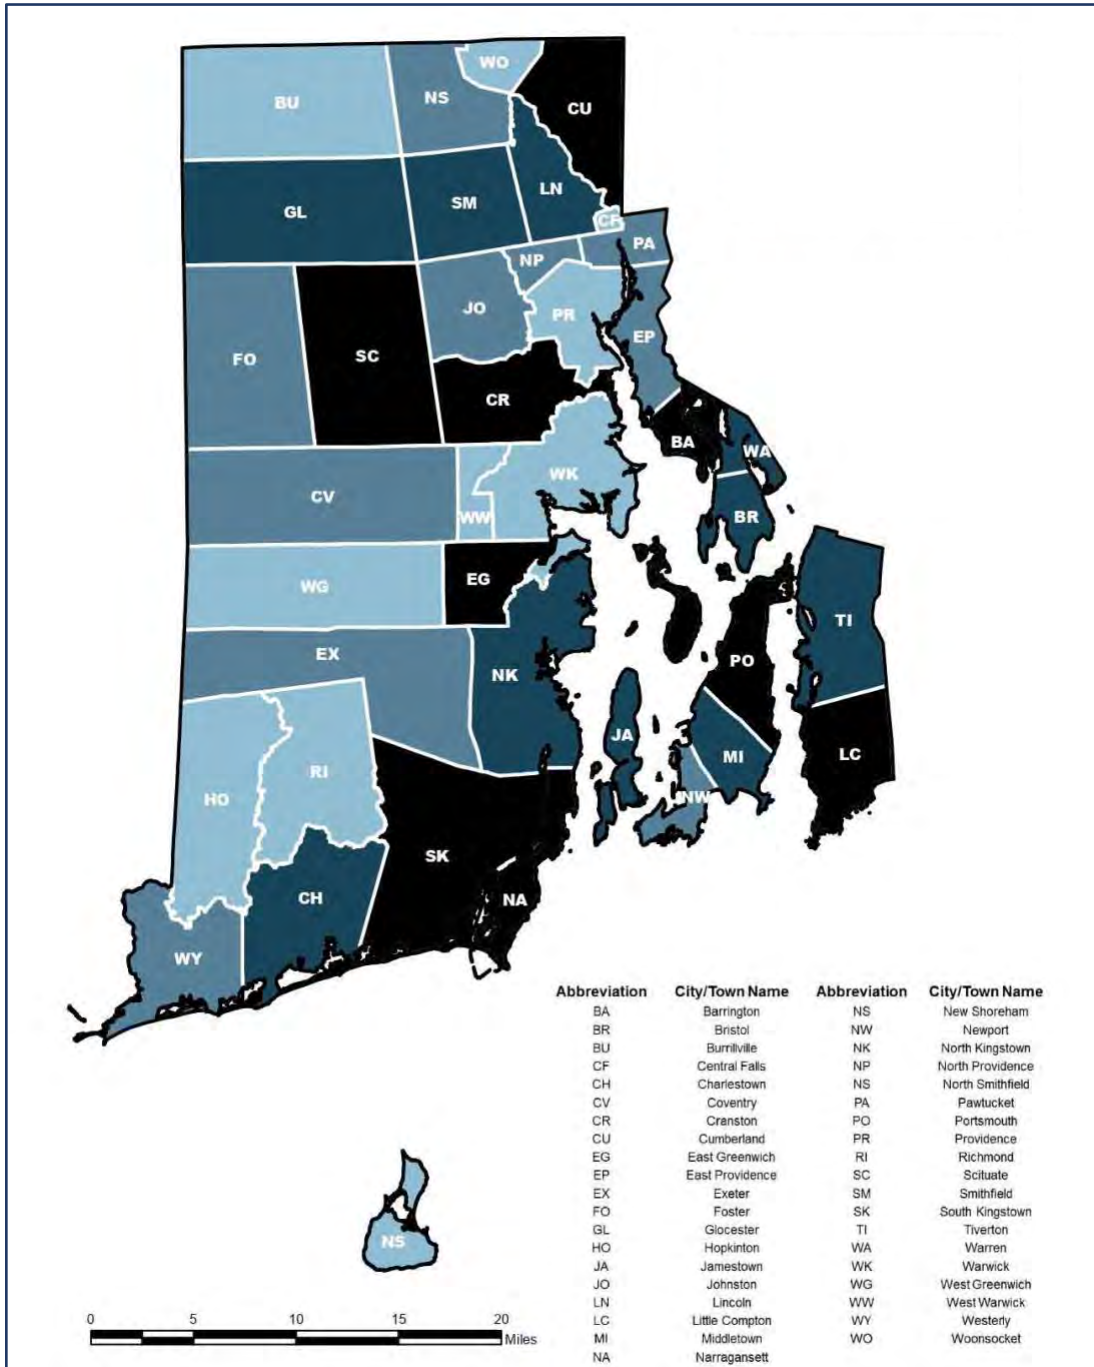 WO
BU
NS
CU
LN
GL
SM
CF
PA
NP
JO
PR
EP
FO
SC
CR
BA
WA
WK
CV
WW
BR
EG
WG
TI
EX
PO
NK
JA
MI
LC
RI
HO
NW
SK
CH
NA
WY
Abbreviation City/Town Name Abbreviation City/Town Name
BA Barrington NS New Shoreham
BR Bristol NW Newport
BU Burrillville NK North Kingstown
CF Central Falls NP North Providence
CH Charlestown NS North Smithfield
CV Coventry PA Pawtucket
CR Cranston PO Portsmouth
CU Cumberland PR Providence
EG East Greenwich RI Richmond
EP East Providence SC Scituate
EX Exeter SM Smithfield
FO Foster SK South Kingstown
GL Glocester TI Tiverton
HO Hopkinton WA Warren
JA Jamestown WK Warwick
JO Johnston WG West Greenwich
LN Lincoln WW West Warwick
LC Little Compton WY Westerly
MI Middletown WO Woonsocket
NA Narragansett
NS
0 5 10 15 20
Miles